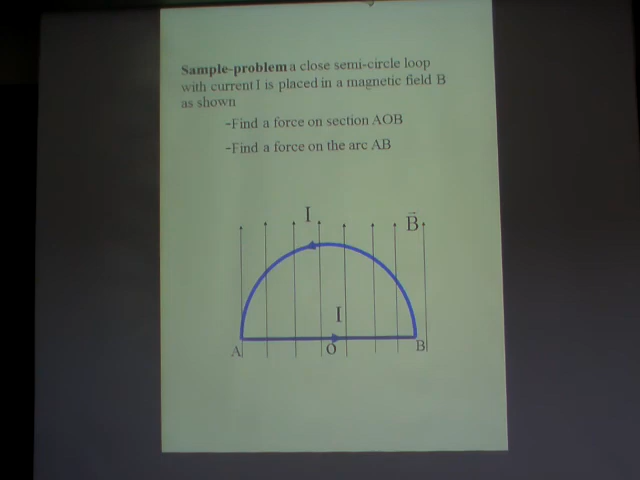 Sample-problem a close semi-circle loop
with current I is placed in a magnetic field B
as shown
-Find a force on section AOB
-Find a force on the arc AB
I
B⃗
I
A
O
B